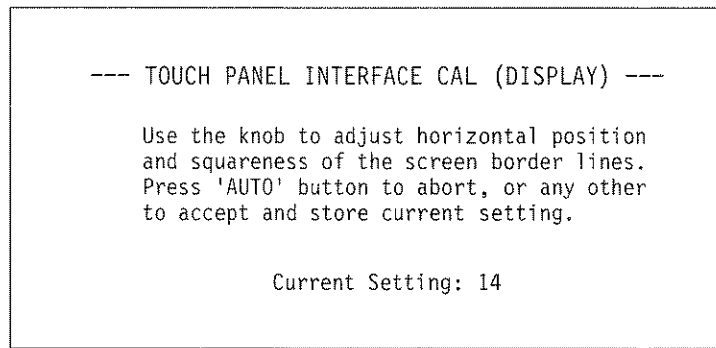 --- TOUCH PANEL INTERFACE CAL (DISPLAY) ---
Use the knob to adjust horizontal position
and squareness of the screen border lines.
Press 'AUTO' button to abort, or any other
to accept and store current setting.
Current Setting: 14